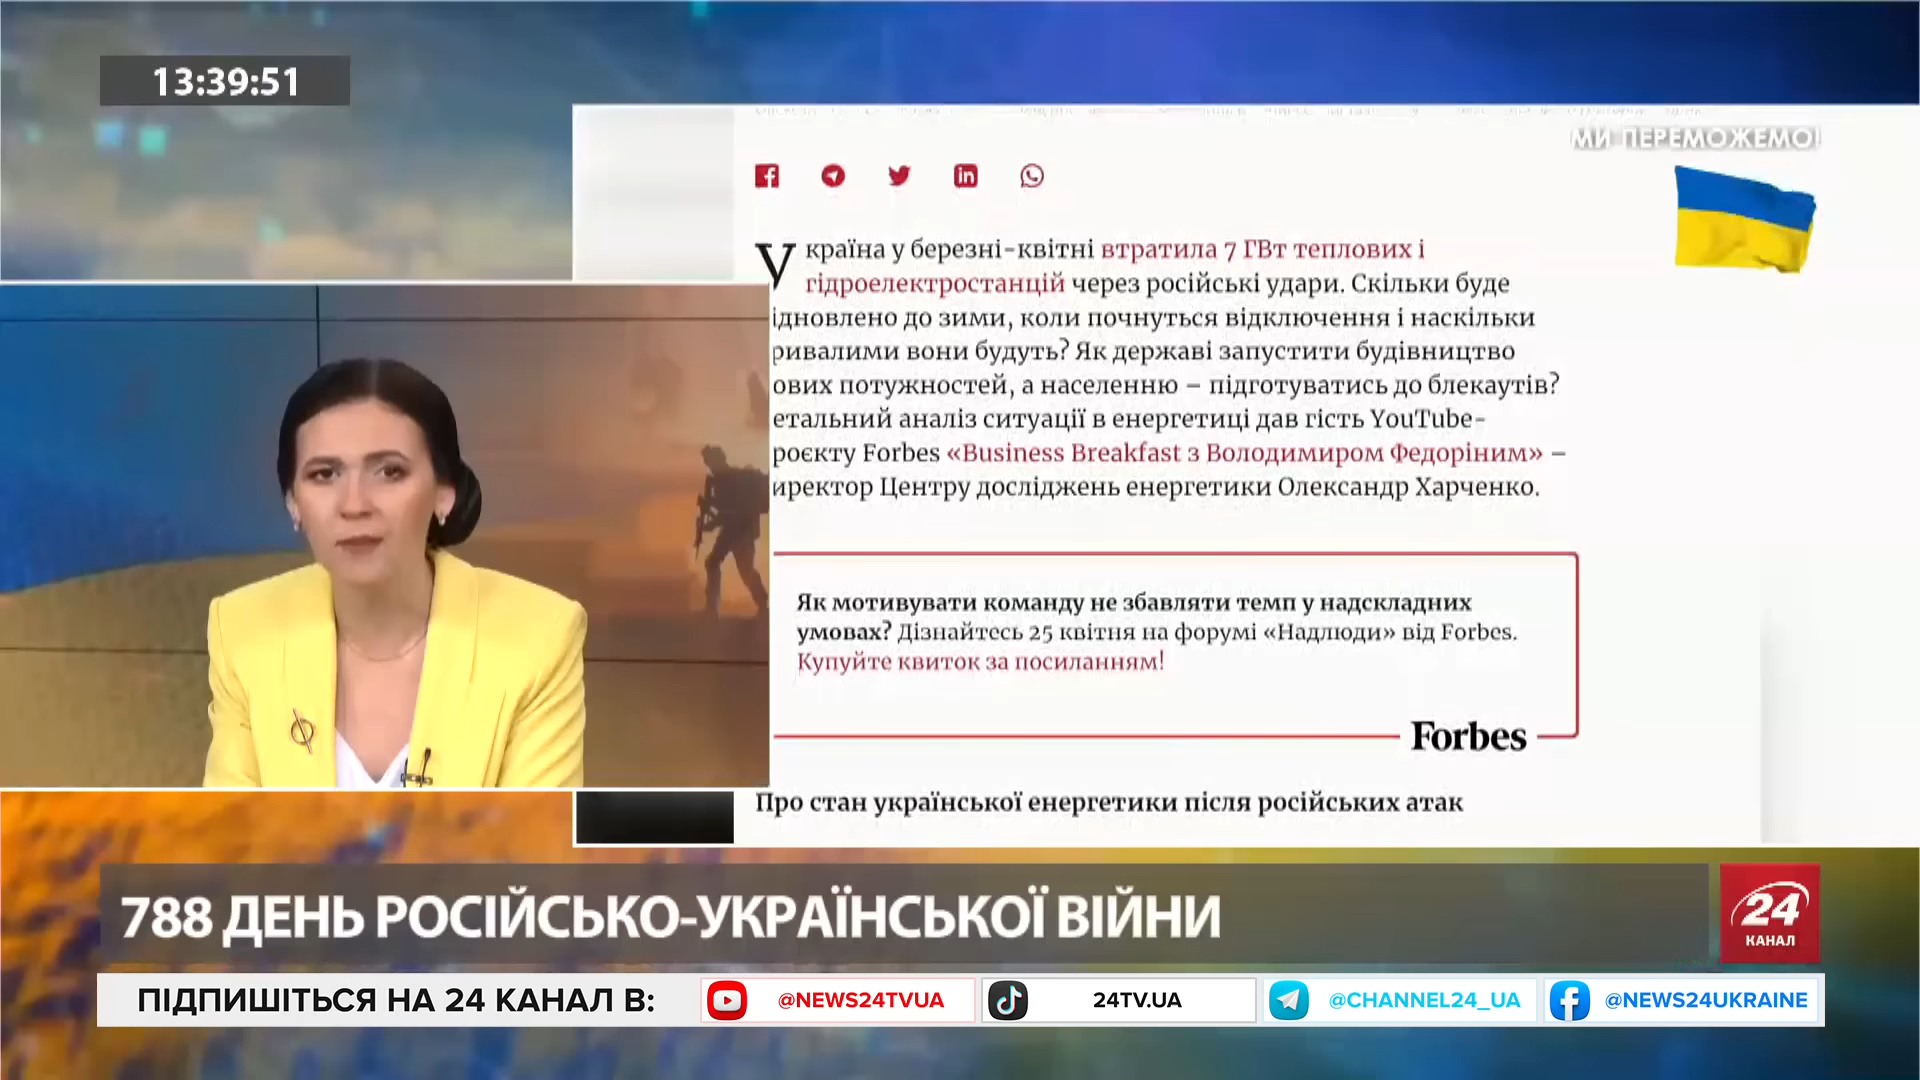 13:39:51
МИ ПЕРЕМОЖЕМО!
Україна у березні-квітні втратила 7 ГВт теплових і
гідроелектростанцій через російські удари. Скільки буде
ідновлено до зими, коли почнуться відключення і наскільки
ривалими вони будуть? Як державі запустити будівництво
ових потужностей, а населенню – підготуватись до блекаутів?
етальний аналіз ситуації в енергетиці дав гість YouTube-
роєкту Forbes «Business Breakfast з Володимиром Федоріним» –
иректор Центру досліджень енергетики Олександр Харченко.
Як мотивувати команду не збавляти темп у надскладних
умовах? Дізнайтесь 25 квітня на форумі «Надлюди» від Forbes.
Купуйте квиток за посиланням!
Forbes
Про стан української енергетики після російських атак
788 ДЕНЬ РОСІЙСЬКО-УКРАЇНСЬКОЇ ВІЙНИ
24
КАНАЛ
ПІДПИШІТЬСЯ НА 24 КАНАЛ В:
@NEWS24TVUA
24TV.UA
@CHANNEL24_UA
@NEWS24UKRAINE